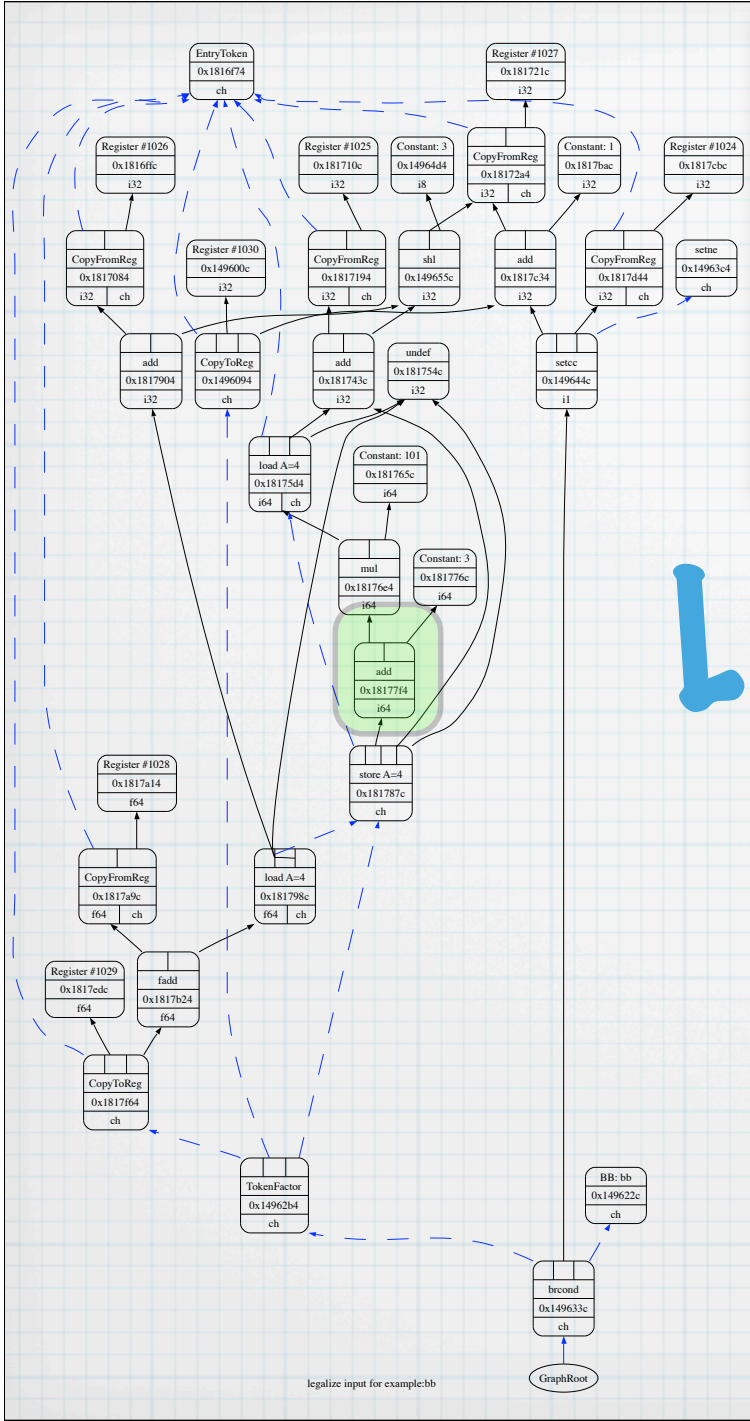 EntryToken
0x1816f74
ch
Register #1027
0x181721c
i32
Register #1026
0x1816ffc
i32
Register #1025
0x181710c
i32
Constant: 3
0x14964d4
i8
CopyFromReg
0x18172a4
i32 ch
Constant: 1
0x1817bac
i32
Register #1024
0x1817cbc
i32
CopyFromReg
0x1817084
i32 ch
Register #1030
0x149600c
i32
CopyFromReg
0x1817194
i32 ch
shl
0x149655c
i32
add
0x1817c34
i32
CopyFromReg
0x1817d44
i32 ch
setne
0x14963c4
ch
add
0x1817904
i32
CopyToReg
0x1496094
ch
add
0x181743c
i32
undef
0x181754c
i32
setcc
0x149644c
i1
load A=4
0x18175d4
i64 ch
Constant: 101
0x181765c
i64
mul
0x18176e4
i64
Constant: 3
0x181776c
i64
add
0x18177f4
i64
store A=4
0x181787c
ch
Register #1028
0x1817a14
f64
CopyFromReg
0x1817a9c
f64 ch
load A=4
0x181798c
f64 ch
Register #1029
0x1817edc
f64
fadd
0x1817b24
f64
CopyToReg
0x1817f64
ch
TokenFactor
0x14962b4
ch
BB: bb
0x149622c
ch
brcond
0x149633c
ch
GraphRoot
legalize input for example:bb